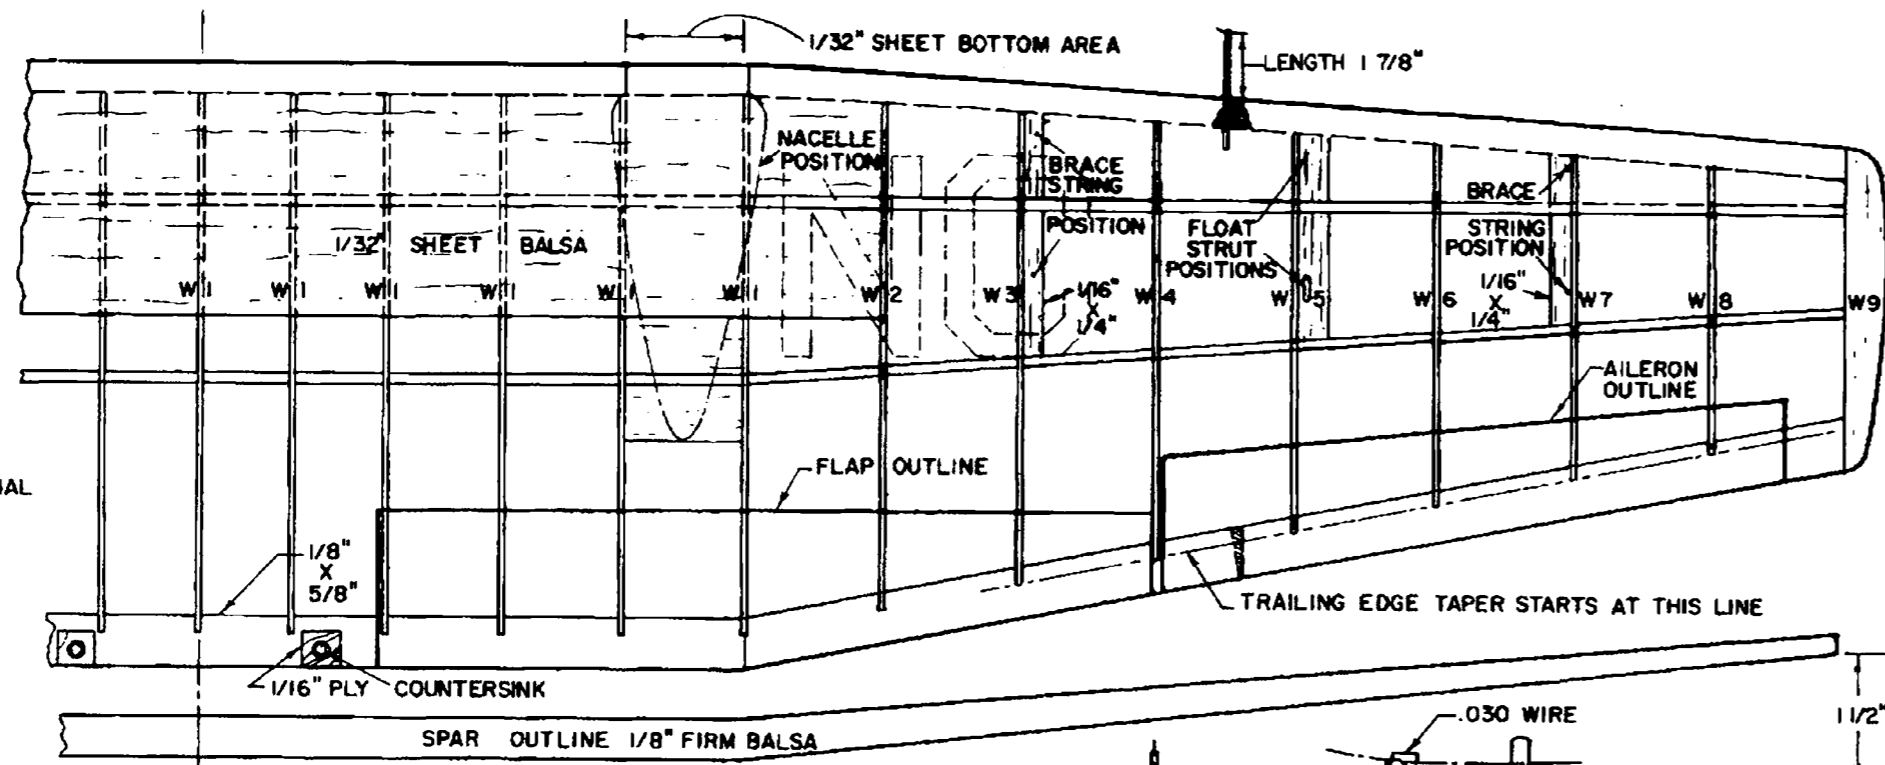 1/32" SHEET BOTTOM AREA
LENGTH 1 7/8"
NACELLE
POSITION
BRACE
STRING
POSITION
BRACE
STRING
POSITION
FLOAT
STRUT
POSITIONS
1/32" SHEET BALSA
W1
W1
W1
W1
W1
W1
W2
W3
1/16"
X
1/4"
W4
W5
W6
1/16"
X
1/4"
W7
W8
W9
NO
AILERON
OUTLINE
FLAP OUTLINE
1/8"
X
5/8"
TRAILING EDGE TAPER STARTS AT THIS LINE
1/16" PLY COUNTERSINK
SPAR OUTLINE 1/8" FIRM BALSA
.030 WIRE
1 1/2"